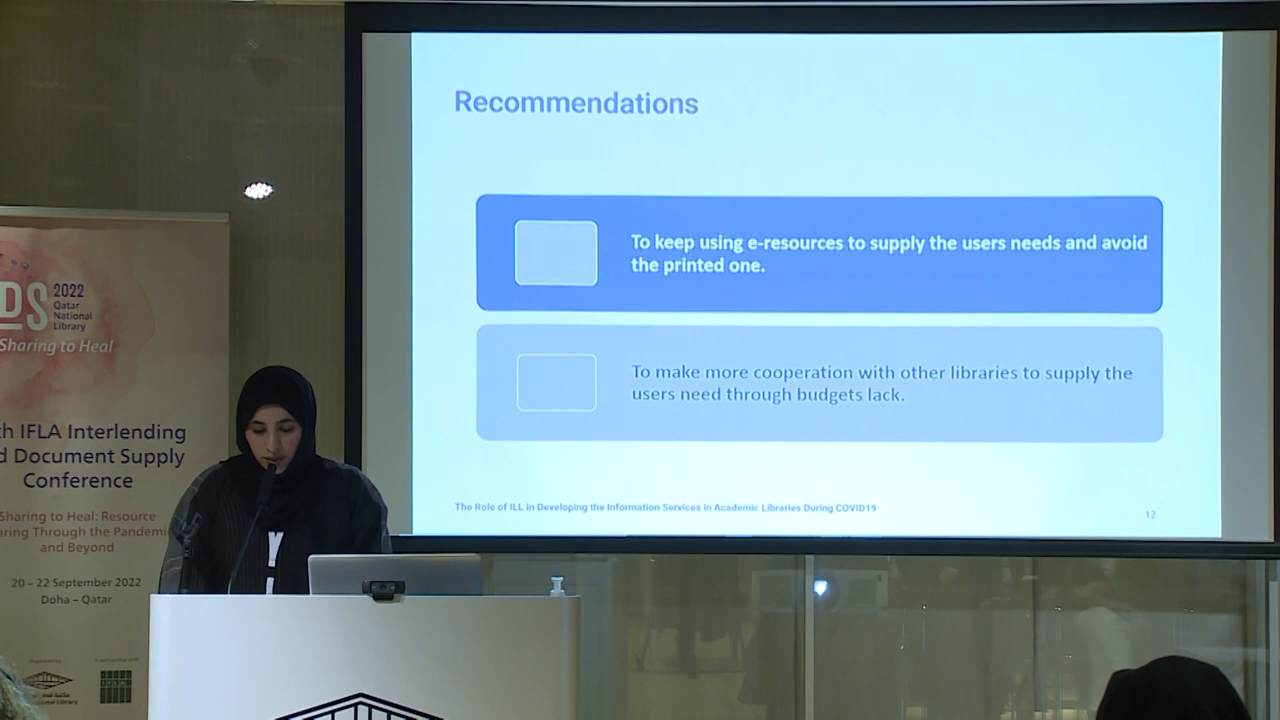 Recommendations
To keep using e-resources to supply the users needs and avoid
the printed one.
To make more cooperation with other libraries to supply the
users need through budgets lack.
The Role of ILL in Developing the Information Services in Academic Libraries During COVID19
12
DS
2022
Qatar
National
Library
Sharing to Heal
th IFLA Interlending
d Document Supply
Conference
Sharing to Heal: Resource
aring Through the Pandemic
and Beyond
20 – 22 September 2022
Doha – Qatar